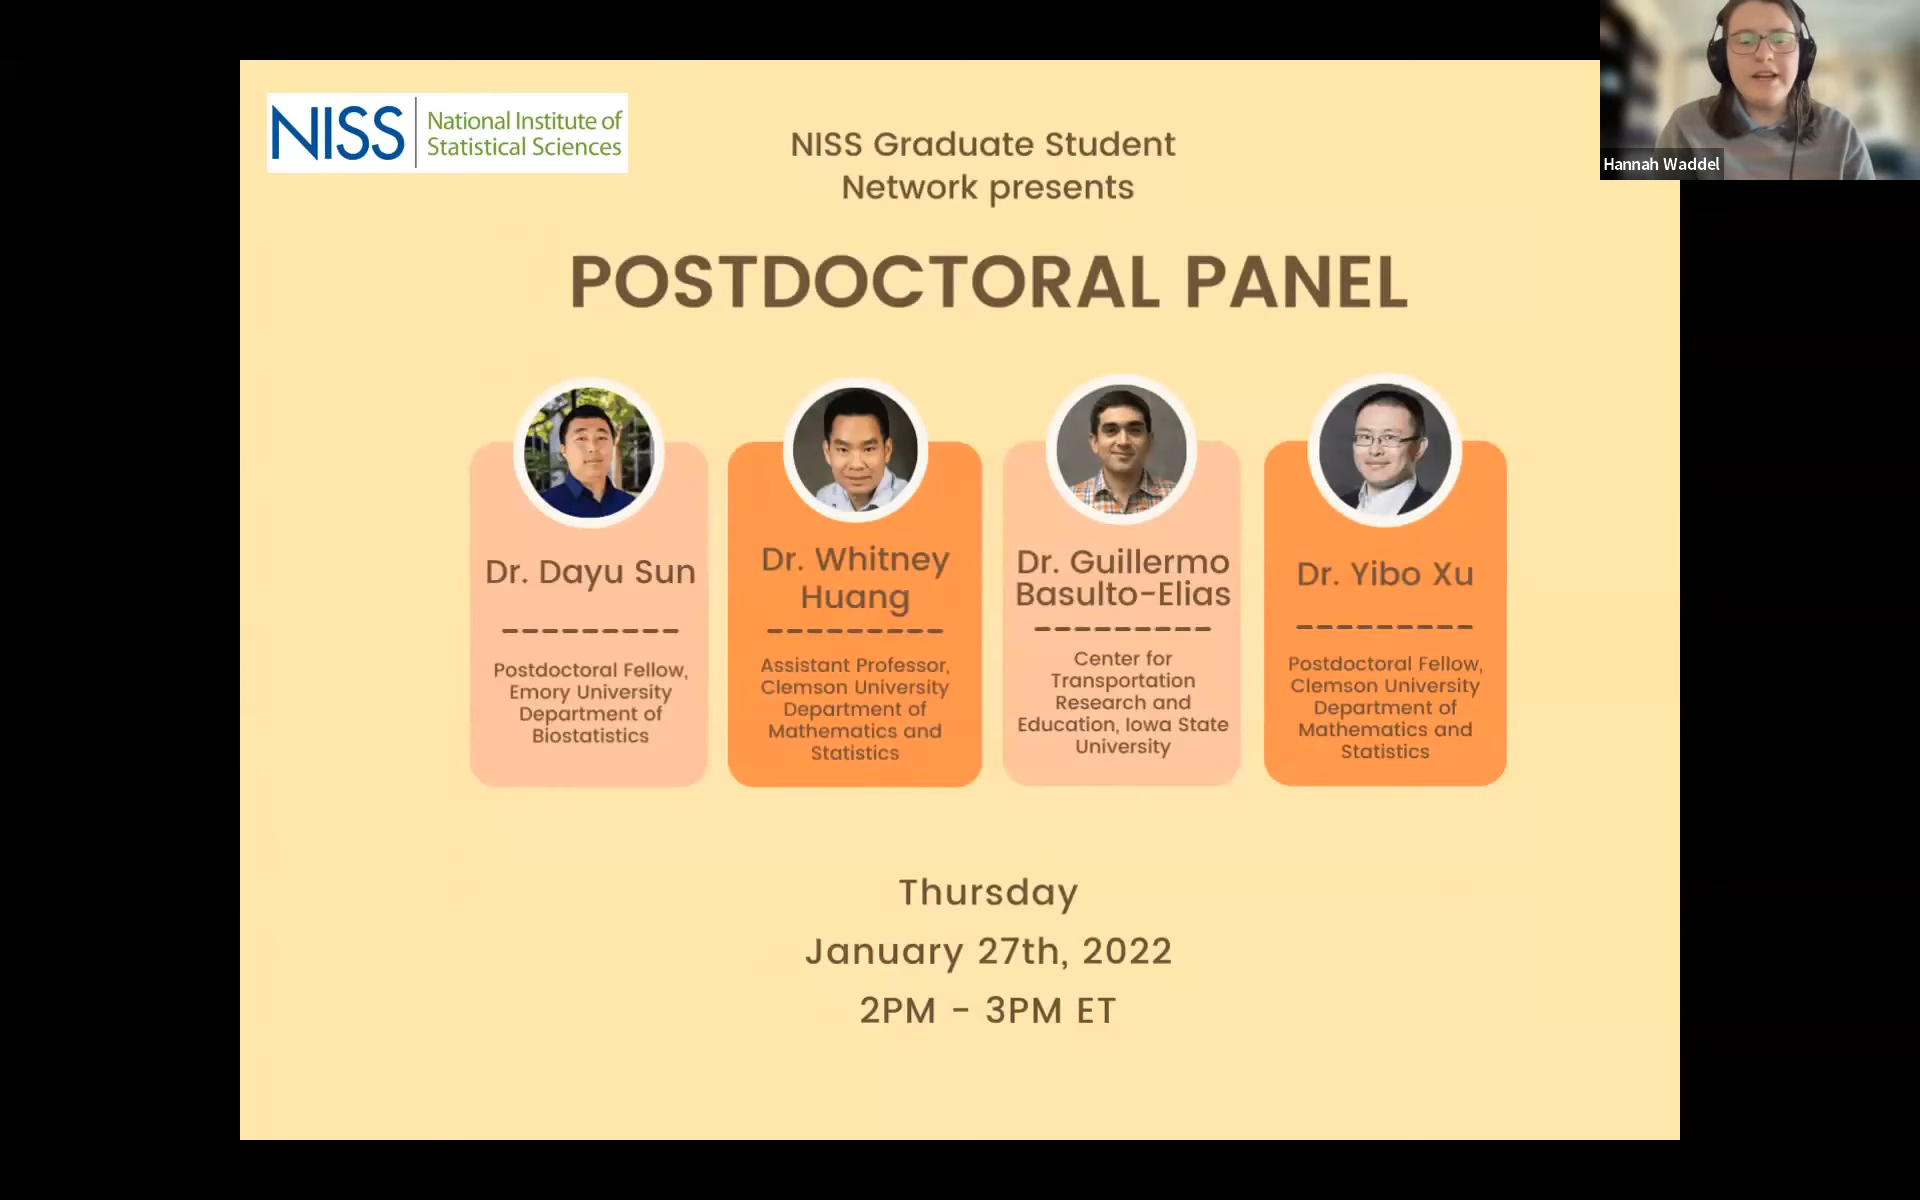 NISS
National Institute of
Statistical Sciences
NISS Graduate Student
Network presents
POSTDOCTORAL PANEL
Dr. Dayu Sun
Postdoctoral Fellow,
Emory University
Department of
Biostatistics
Dr. Whitney
Huang
Assistant Professor,
Clemson University
Department of
Mathematics and
Statistics
Dr. Guillermo
Basulto-Elias
Center for
Transportation
Research and
Education, Iowa State
University
Dr. Yibo Xu
Postdoctoral Fellow,
Clemson University
Department of
Mathematics and
Statistics
Thursday
January 27th, 2022
2PM - 3PM ET
Hannah Waddel